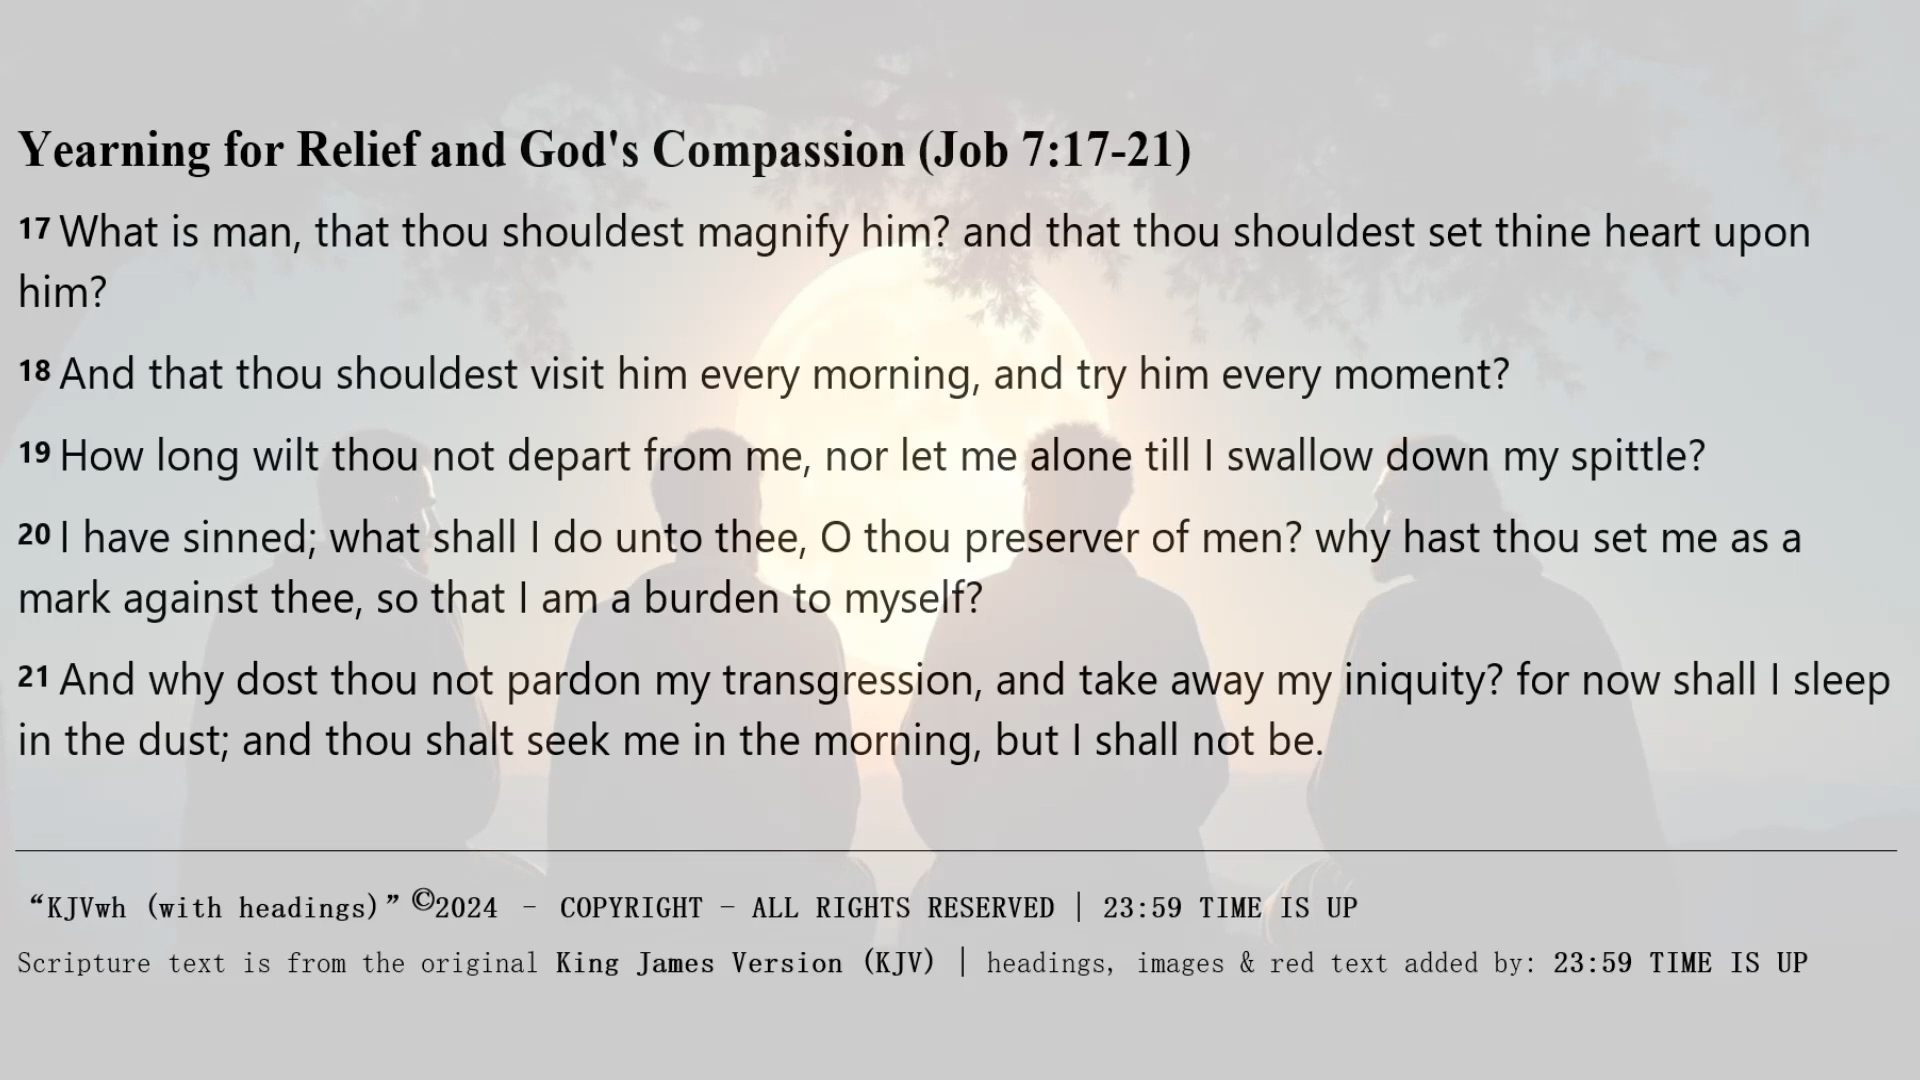 Yearning for Relief and God's Compassion (Job 7:17-21)
17 What is man, that thou shouldest magnify him? and that thou shouldest set thine heart upon
him?
18 And that thou shouldest visit him every morning, and try him every moment?
19 How long wilt thou not depart from me, nor let me alone till I swallow down my spittle?
20 I have sinned; what shall I do unto thee, O thou preserver of men? why hast thou set me as a
mark against thee, so that I am a burden to myself?
21 And why dost thou not pardon my transgression, and take away my iniquity? for now shall I sleep
in the dust; and thou shalt seek me in the morning, but I shall not be.
“KJVwh (with headings)” ©2024 – COPYRIGHT – ALL RIGHTS RESERVED | 23:59 TIME IS UP
Scripture text is from the original King James Version (KJV) | headings, images & red text added by: 23:59 TIME IS UP